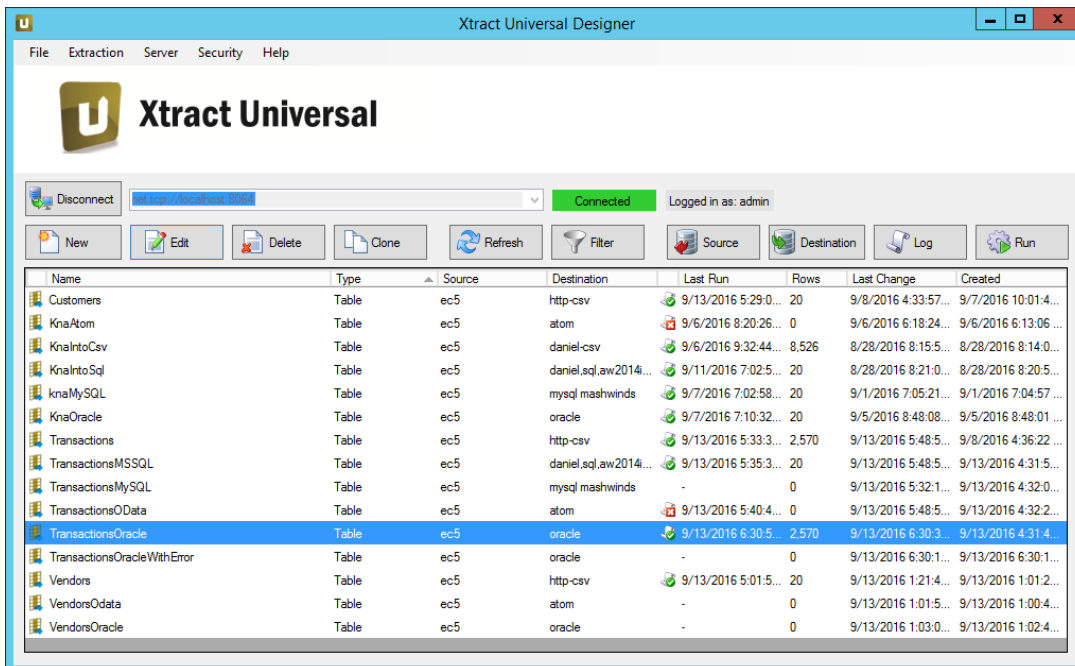 Xtract Universal Designer
File Extraction Server Security Help
Xtract Universal
Disconnect net.tcp://localhost:8064 Connected Logged in as: admin
New Edit Delete Clone Refresh Filter Source Destination Log Run
Name Type Source Destination Last Run Rows Last Change Created
Customers Table ec5 http-csv 9/13/2016 5:29:0... 20 9/8/2016 4:33:57... 9/7/2016 10:01:4...
KnaAtom Table ec5 atom 9/6/2016 8:20:26... 0 9/6/2016 6:18:24... 9/6/2016 6:13:06 ...
KnaIntoCsv Table ec5 daniel-csv 9/6/2016 9:32:44... 8,526 8/28/2016 8:15:5... 8/28/2016 8:14:0...
KnaIntoSql Table ec5 daniel,sql,aw2014i... 9/11/2016 7:02:5... 20 8/28/2016 8:21:0... 8/28/2016 8:20:5...
knaMySQL Table ec5 mysql mashwinds 9/7/2016 7:02:58... 20 9/1/2016 7:05:21... 9/1/2016 7:04:57 ...
KnaOracle Table ec5 oracle 9/7/2016 7:10:32... 20 9/5/2016 8:48:08... 9/5/2016 8:48:01 ...
Transactions Table ec5 http-csv 9/13/2016 5:33:3... 2,570 9/13/2016 5:48:5... 9/8/2016 4:36:22 ...
TransactionsMSSQL Table ec5 daniel,sql,aw2014i... 9/13/2016 5:35:3... 20 9/13/2016 5:48:5... 9/13/2016 4:31:5...
TransactionsMySQL Table ec5 mysql mashwinds - 0 9/13/2016 5:32:1... 9/13/2016 4:32:0...
TransactionsOData Table ec5 atom 9/13/2016 5:40:4... 0 9/13/2016 5:48:5... 9/13/2016 4:32:2...
TransactionsOracle Table ec5 oracle 9/13/2016 6:30:5... 2,570 9/13/2016 6:30:3... 9/13/2016 4:31:4...
TransactionsOracleWithError Table ec5 oracle - 0 9/13/2016 6:30:1... 9/13/2016 6:30:1...
Vendors Table ec5 http-csv 9/13/2016 5:01:5... 20 9/13/2016 1:21:4... 9/13/2016 1:01:2...
VendorsOdata Table ec5 atom - 0 9/13/2016 1:01:5... 9/13/2016 1:00:4...
VendorsOracle Table ec5 oracle - 0 9/13/2016 1:03:0... 9/13/2016 1:02:4...